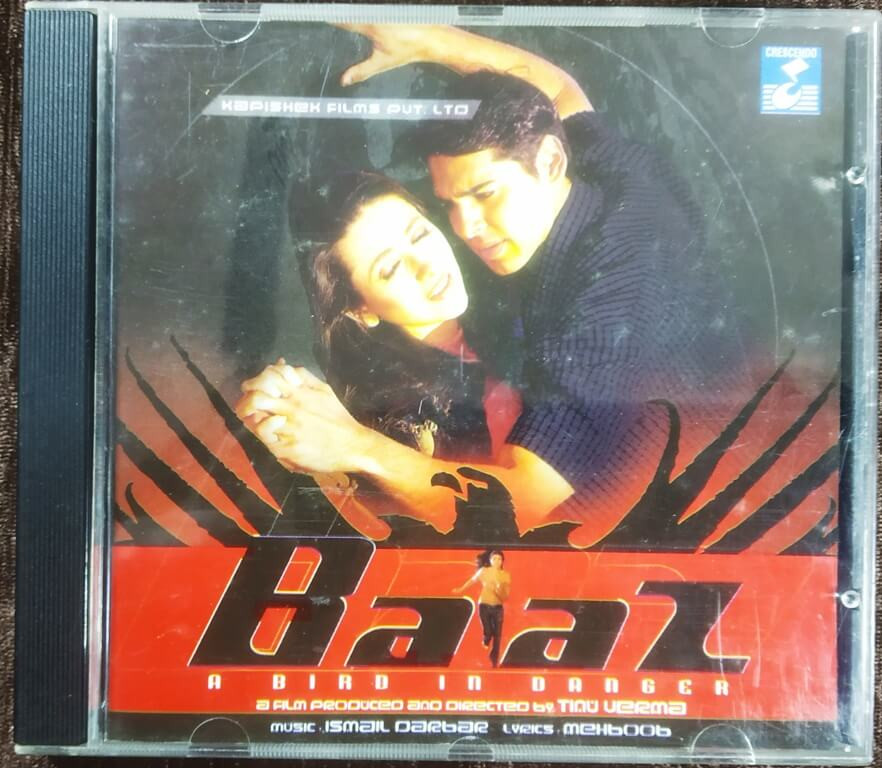 CRESCENDO
KAPISHEK FILMS PVT. LTD
Baaz
A BIRD IN DANGER
A FILM PRODUCED AND DIRECTED BY. TINU VERMA
MUSIC . ISMAIL DARBAR LYRICS . MEHBOOB